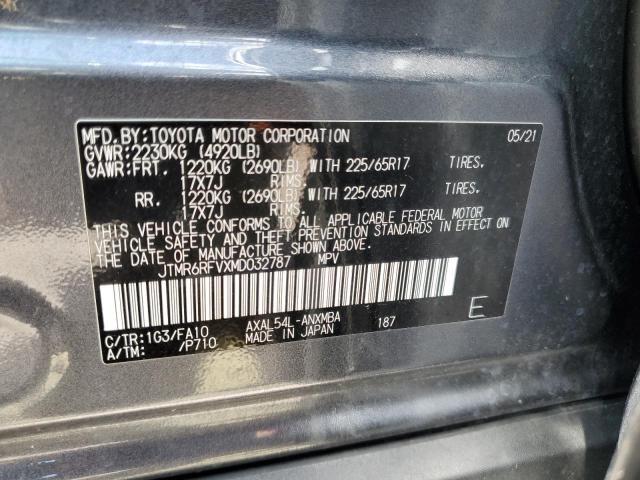 MFD.BY:TOYOTA MOTOR CORPORATION 05/21
GVWR:2230KG (4920LB)
GAWR:FRT. 1220KG (2690LB) WITH 225/65R17 TIRES.
17X7J RIMS.
RR. 1220KG (2690LB) WITH 225/65R17 TIRES.
17X7J RIMS.
THIS VEHICLE CONFORMS TO ALL APPLICABLE FEDERAL MOTOR
VEHICLE SAFETY AND THEFT PREVENTION STANDARDS IN EFFECT ON
THE DATE OF MANUFACTURE SHOWN ABOVE.
JTMR6RFVXMD032787 MPV
C/TR:1G3/FA10 AXAL54L-ANXMBA 187 E
A/TM: /P710 MADE IN JAPAN